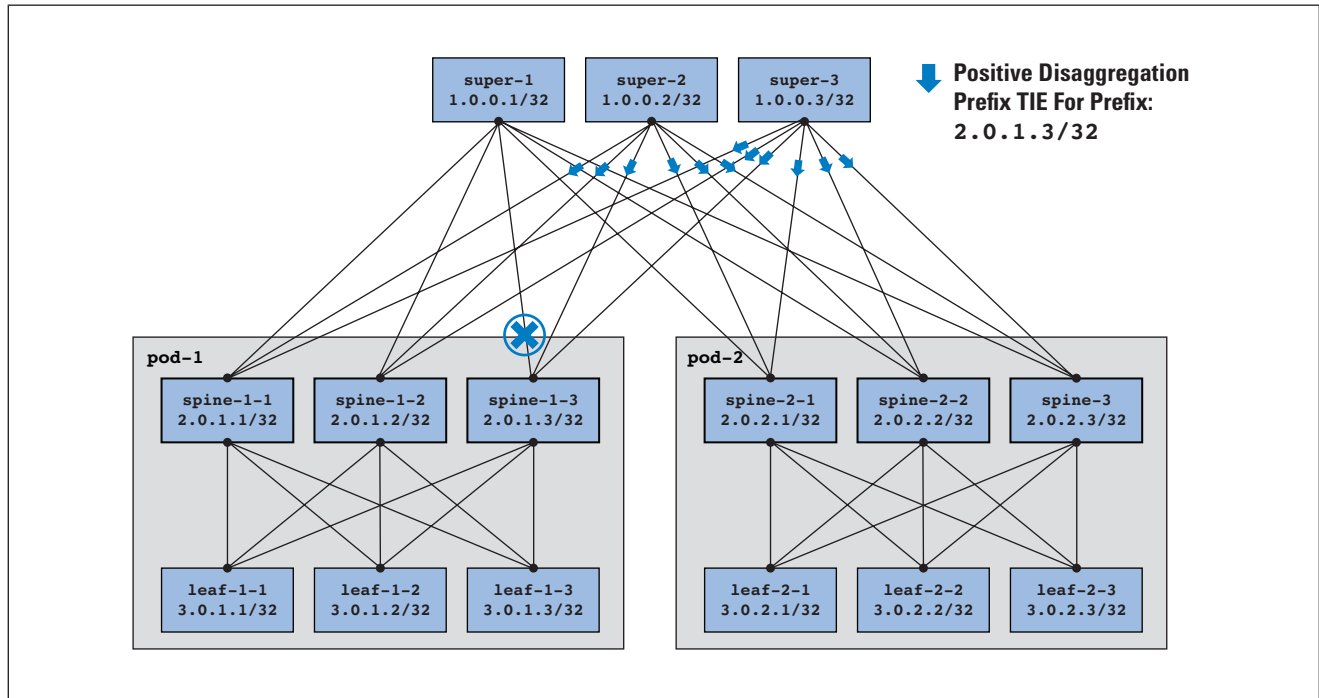 super-1
1.0.0.1/32
super-2
1.0.0.2/32
super-3
1.0.0.3/32
Positive Disaggregation
Prefix TIE For Prefix:
2.0.1.3/32
pod-1
spine-1-1
2.0.1.1/32
spine-1-2
2.0.1.2/32
spine-1-3
2.0.1.3/32
leaf-1-1
3.0.1.1/32
leaf-1-2
3.0.1.2/32
leaf-1-3
3.0.1.3/32
pod-2
spine-2-1
2.0.2.1/32
spine-2-2
2.0.2.2/32
spine-3
2.0.2.3/32
leaf-2-1
3.0.2.1/32
leaf-2-2
3.0.2.2/32
leaf-2-3
3.0.2.3/32